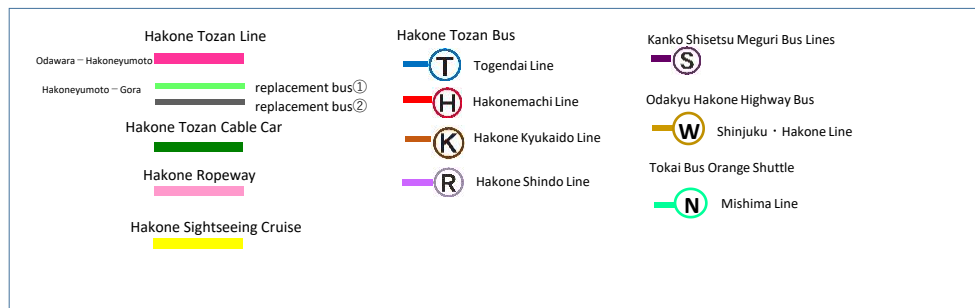 Hakone Tozan Line
Odawara－Hakoneyumoto
Hakoneyumoto－Gora
replacement bus①
replacement bus②
Hakone Tozan Cable Car
Hakone Ropeway
Hakone Sightseeing Cruise
Hakone Tozan Bus
T Togendai Line
H Hakonemachi Line
K Hakone Kyukaido Line
R Hakone Shindo Line
Kanko Shisetsu Meguri Bus Lines
S
Odakyu Hakone Highway Bus
W Shinjuku・Hakone Line
Tokai Bus Orange Shuttle
N Mishima Line